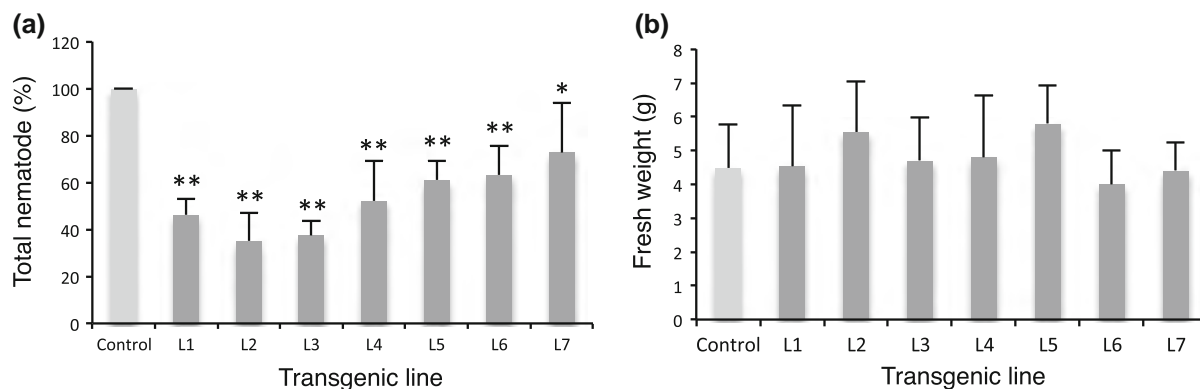 (a)
Total nematode (%)
120
100
80
60
40
20
0
**
**
**
**
**
**
*
Control L1 L2 L3 L4 L5 L6 L7
Transgenic line
(b)
Fresh weight (g)
8
7
6
5
4
3
2
1
0
Control L1 L2 L3 L4 L5 L6 L7
Transgenic line